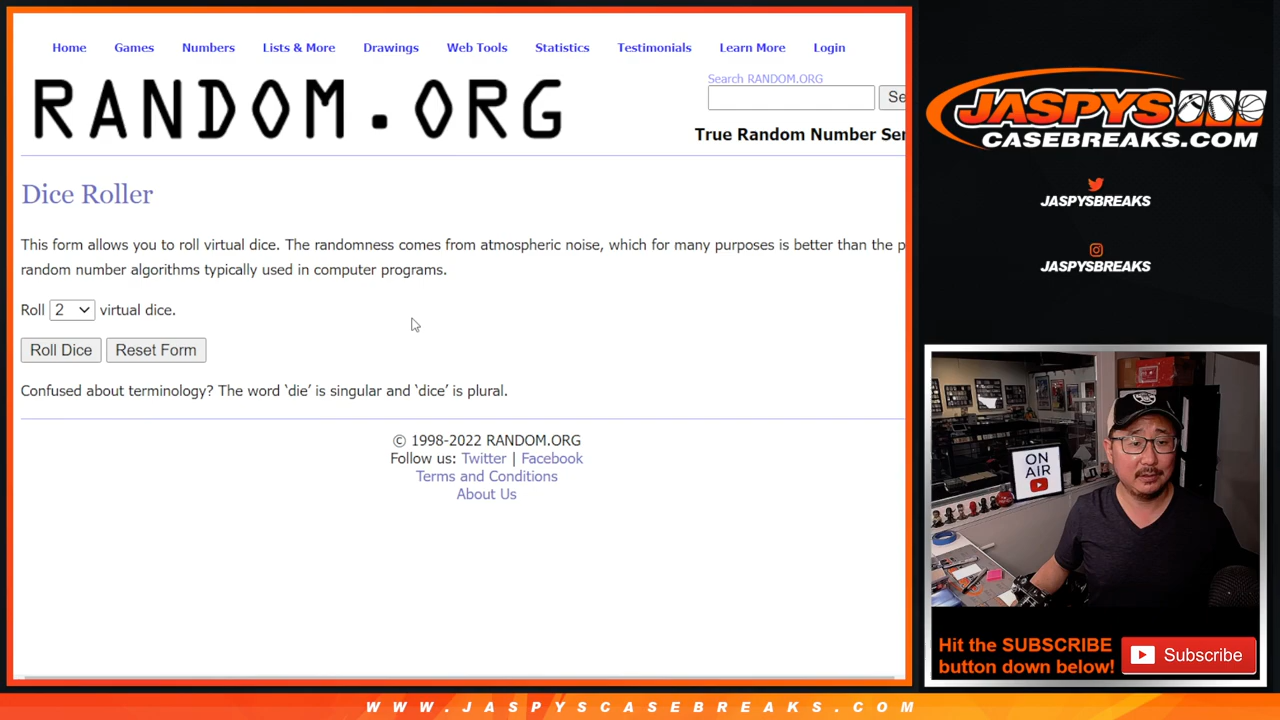 Home Games Numbers Lists & More Drawings Web Tools Statistics Testimonials Learn More Login
RANDOM.ORG
Search RANDOM.ORG
Se
True Random Number Ser
Dice Roller
This form allows you to roll virtual dice. The randomness comes from atmospheric noise, which for many purposes is better than the p
random number algorithms typically used in computer programs.
Roll 2 virtual dice.
Roll Dice Reset Form
Confused about terminology? The word ‘die’ is singular and ‘dice’ is plural.
© 1998-2022 RANDOM.ORG
Follow us: Twitter | Facebook
Terms and Conditions
About Us
JASPYS
CASEBREAKS.COM
JASPYSBREAKS
JASPYSBREAKS
ON
AIR
Hit the SUBSCRIBE
button down below!
Subscribe
WWW.JASPYSCASEBREAKS.COM